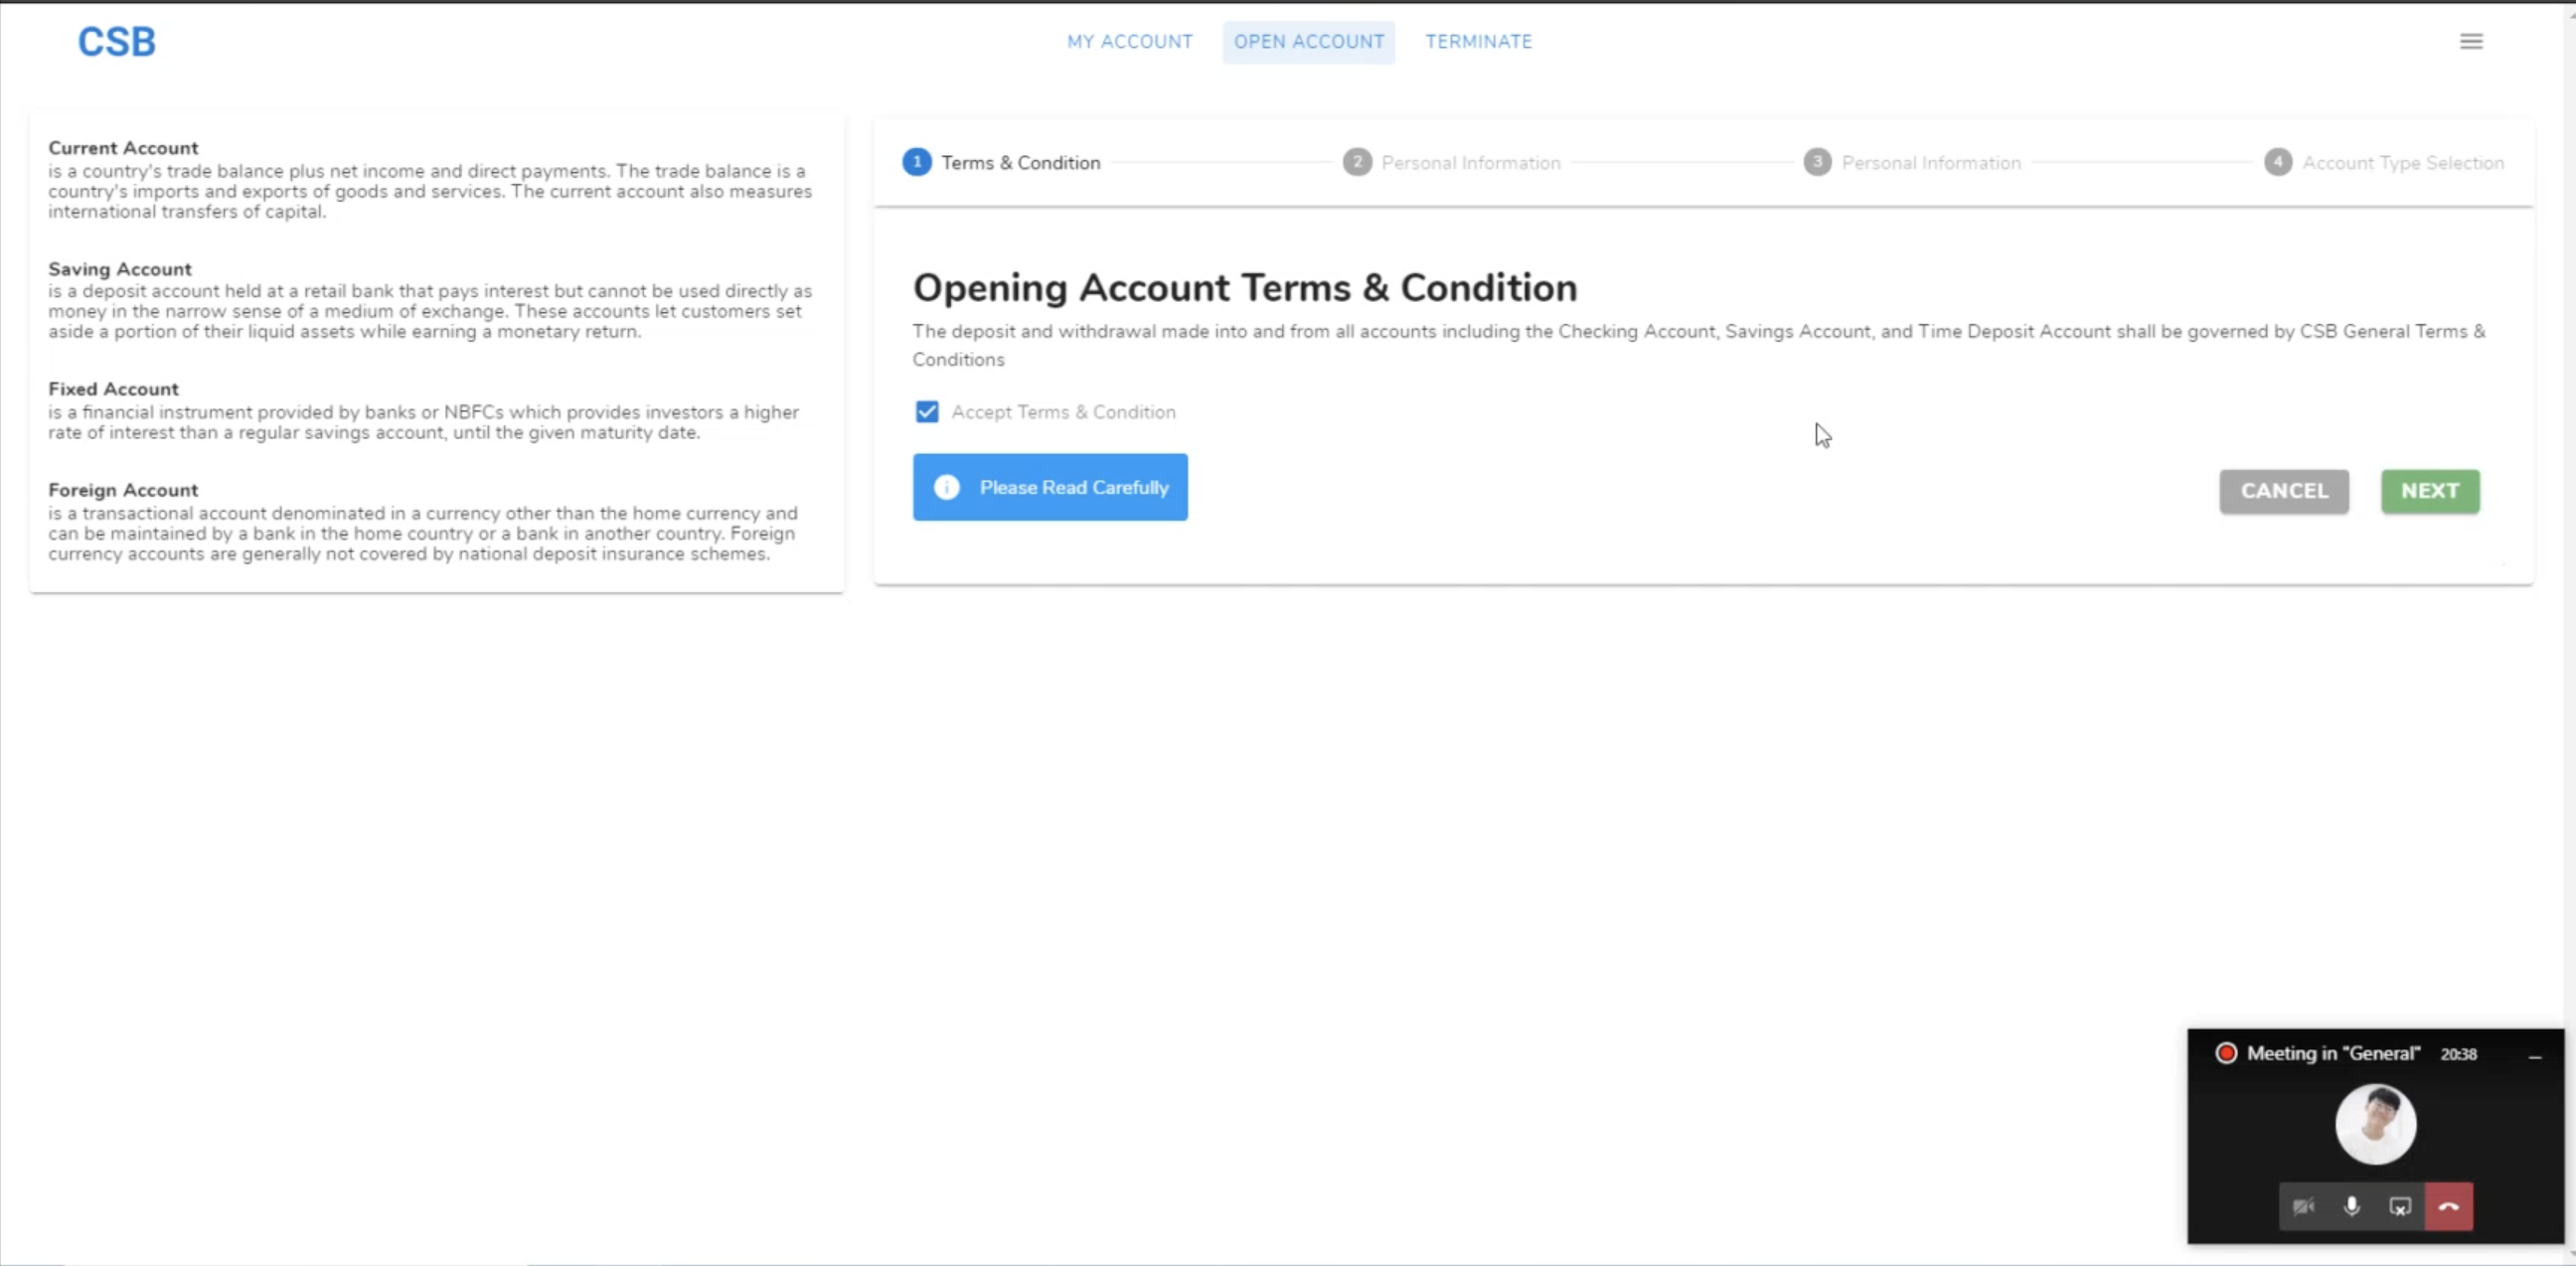 CSB
MY ACCOUNT
OPEN ACCOUNT
TERMINATE
Current Account
is a country's trade balance plus net income and direct payments. The trade balance is a
country's imports and exports of goods and services. The current account also measures
international transfers of capital.
Saving Account
is a deposit account held at a retail bank that pays interest but cannot be used directly as
money in the narrow sense of a medium of exchange. These accounts let customers set
aside a portion of their liquid assets while earning a monetary return.
Fixed Account
is a financial instrument provided by banks or NBFCs which provides investors a higher
rate of interest than a regular savings account, until the given maturity date.
Foreign Account
is a transactional account denominated in a currency other than the home currency and
can be maintained by a bank in the home country or a bank in another country. Foreign
currency accounts are generally not covered by national deposit insurance schemes.
1 Terms & Condition
2 Personal Information
3 Personal Information
4 Account Type Selection
Opening Account Terms & Condition
The deposit and withdrawal made into and from all accounts including the Checking Account, Savings Account, and Time Deposit Account shall be governed by CSB General Terms &
Conditions
Accept Terms & Condition
Please Read Carefully
CANCEL
NEXT
Meeting in "General" 20:38